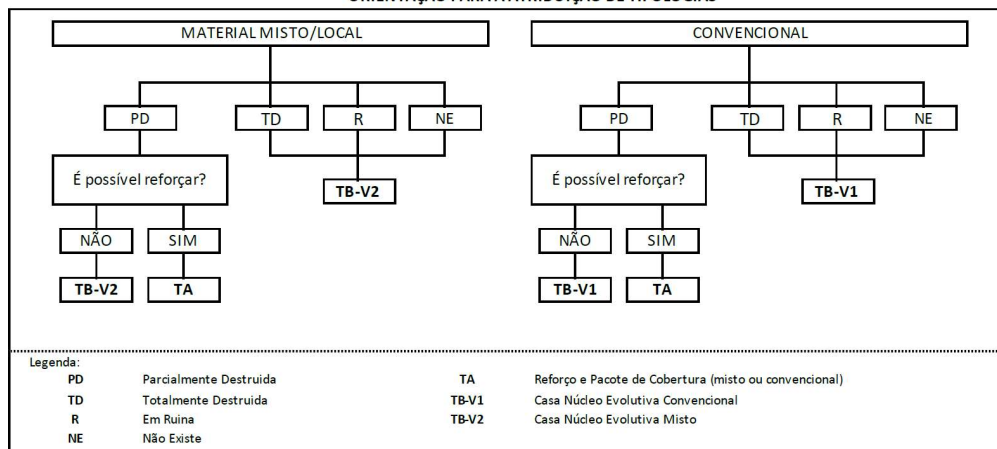 MATERIAL MISTO/LOCAL
CONVENCIONAL
PD
TD
R
NE
PD
TD
R
NE
É possível reforçar?
TB-V2
É possível reforçar?
TB-V1
NÃO
SIM
NÃO
SIM
TB-V2
TA
TB-V1
TA
Legenda:
PD Parcialmente Destruida
TA Reforço e Pacote de Cobertura (misto ou convencional)
TD Totalmente Destruida
TB-V1 Casa Núcleo Evolutiva Convencional
R Em Ruina
TB-V2 Casa Núcleo Evolutiva Misto
NE Não Existe